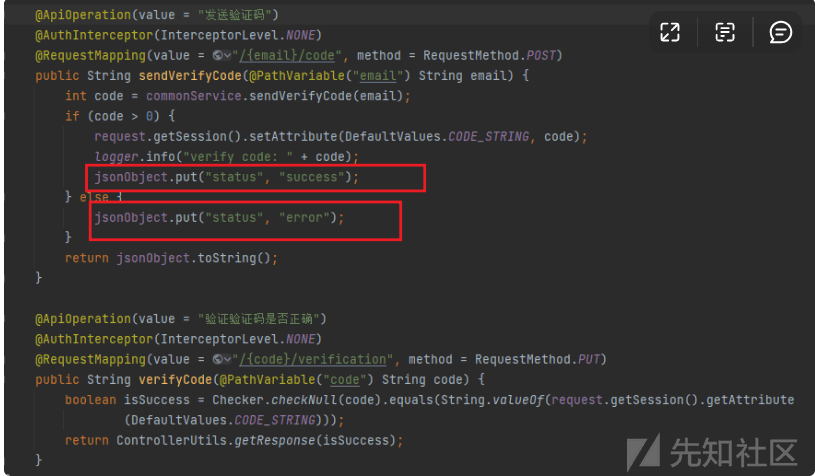 @ApiOperation(value = "发送验证码")
@AuthInterceptor(InterceptorLevel.NONE)
@RequestMapping(value = "/{email}/code", method = RequestMethod.POST)
public String sendVerifyCode(@PathVariable("email") String email) {
int code = commonService.sendVerifyCode(email);
if (code > 0) {
request.getSession().setAttribute(DefaultValues.CODE_STRING, code);
logger.info("verify code: " + code);
jsonObject.put("status", "success");
} else {
jsonObject.put("status", "error");
}
return jsonObject.toString();
}
@ApiOperation(value = "验证验证码是否正确")
@AuthInterceptor(InterceptorLevel.NONE)
@RequestMapping(value = "/{code}/verification", method = RequestMethod.PUT)
public String verifyCode(@PathVariable("code") String code) {
boolean isSuccess = Checker.checkNull(code).equals(String.valueOf(request.getSession().getAttribute
(DefaultValues.CODE_STRING)));
return ControllerUtils.getResponse(isSuccess);
}
先知社区